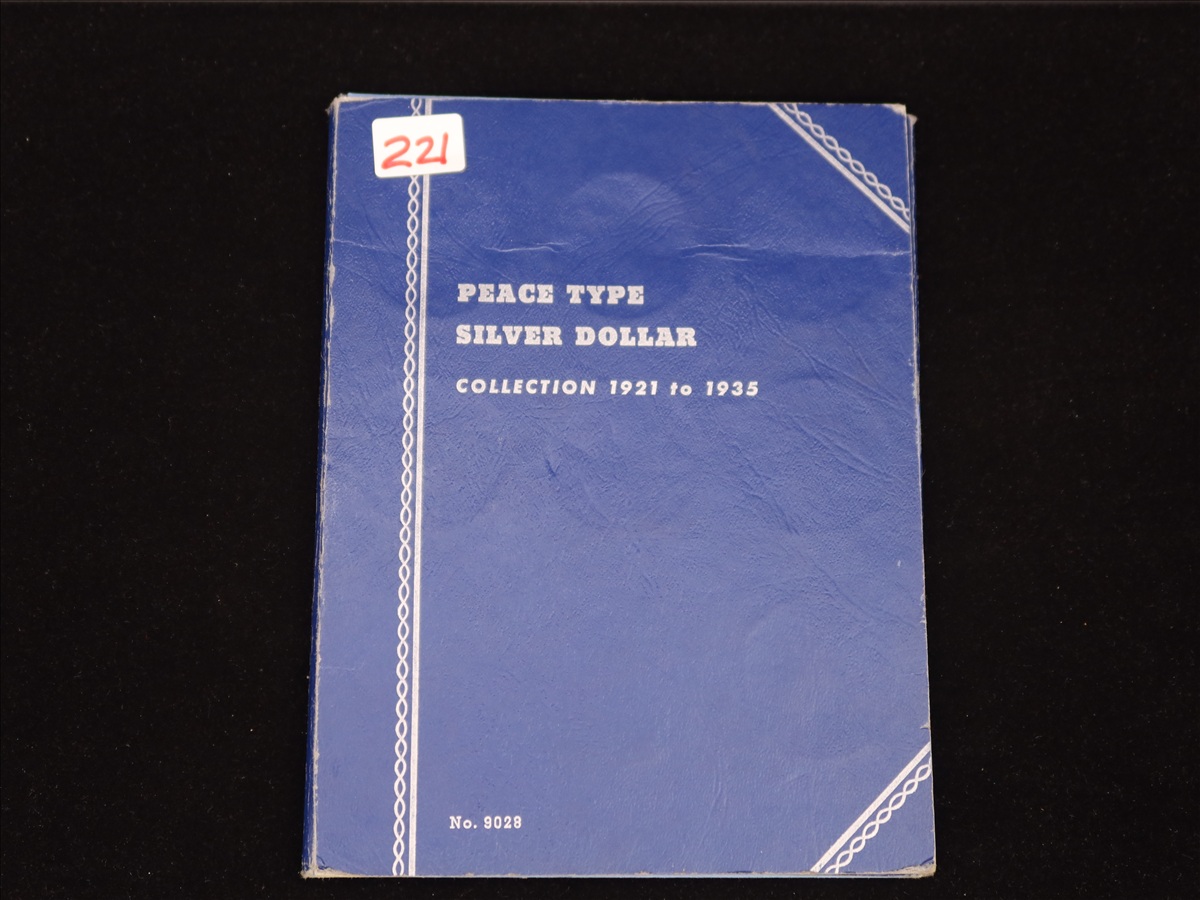 221
PEACE TYPE
SILVER DOLLAR
COLLECTION 1921 to 1935
No. 9028